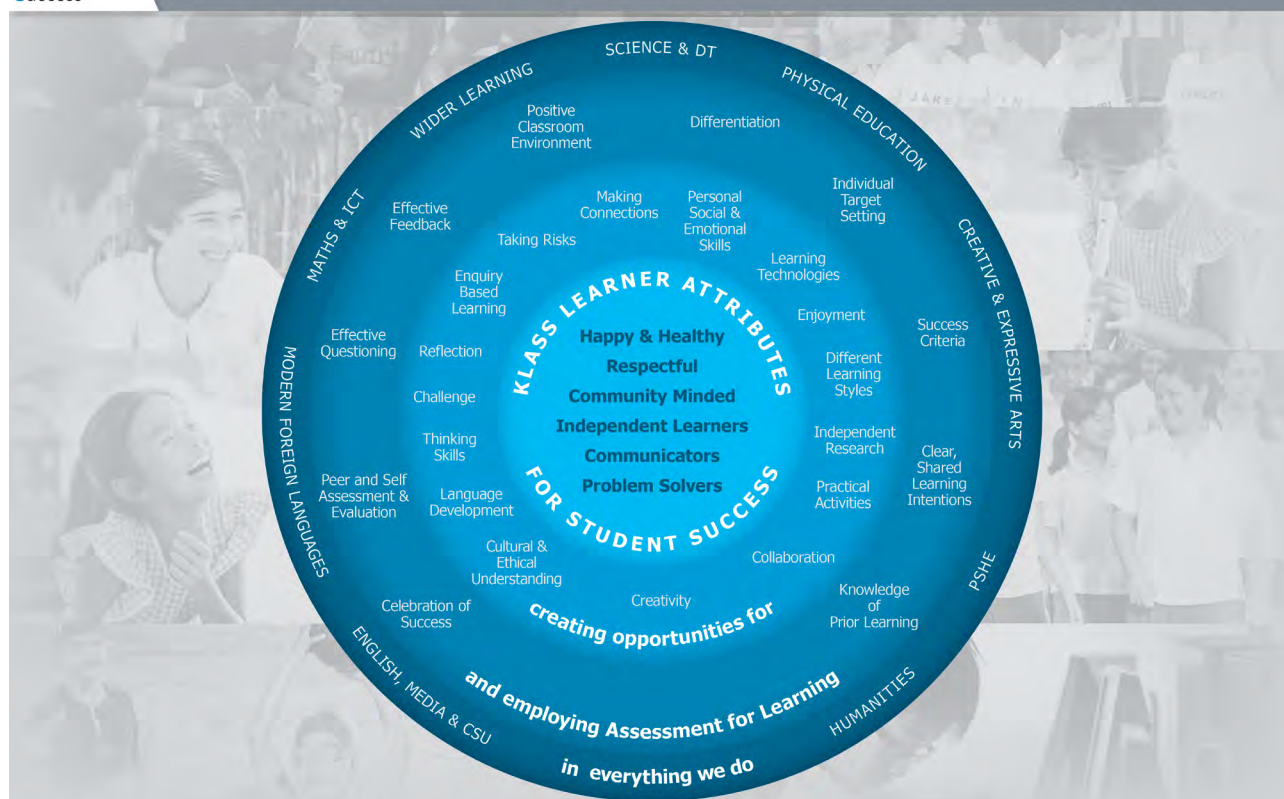 SCIENCE & DT
WIDER LEARNING
PHYSICAL EDUCATION
MATHS & ICT
CREATIVE & EXPRESSIVE ARTS
MODERN FOREIGN LANGUAGES
PSHE
ENGLISH, MEDIA & CSU
HUMANITIES
in everything we do
Positive
Classroom
Environment
Differentiation
Effective
Feedback
Individual
Target
Setting
Effective
Questioning
Success
Criteria
Peer and Self
Assessment &
Evaluation
Clear,
Shared
Learning
Intentions
Celebration of
Success
Knowledge
of
Prior Learning
and employing Assessment for Learning
Making
Connections
Personal
Social &
Emotional
Skills
Taking Risks
Learning
Technologies
Enquiry
Based
Learning
Enjoyment
Reflection
Different
Learning
Styles
Challenge
Thinking
Skills
Independent
Research
Language
Development
Practical
Activities
Cultural &
Ethical
Understanding
Collaboration
Creativity
creating opportunities for
KLASS LEARNER ATTRIBUTES
Happy & Healthy
Respectful
Community Minded
Independent Learners
Communicators
Problem Solvers
FOR STUDENT SUCCESS